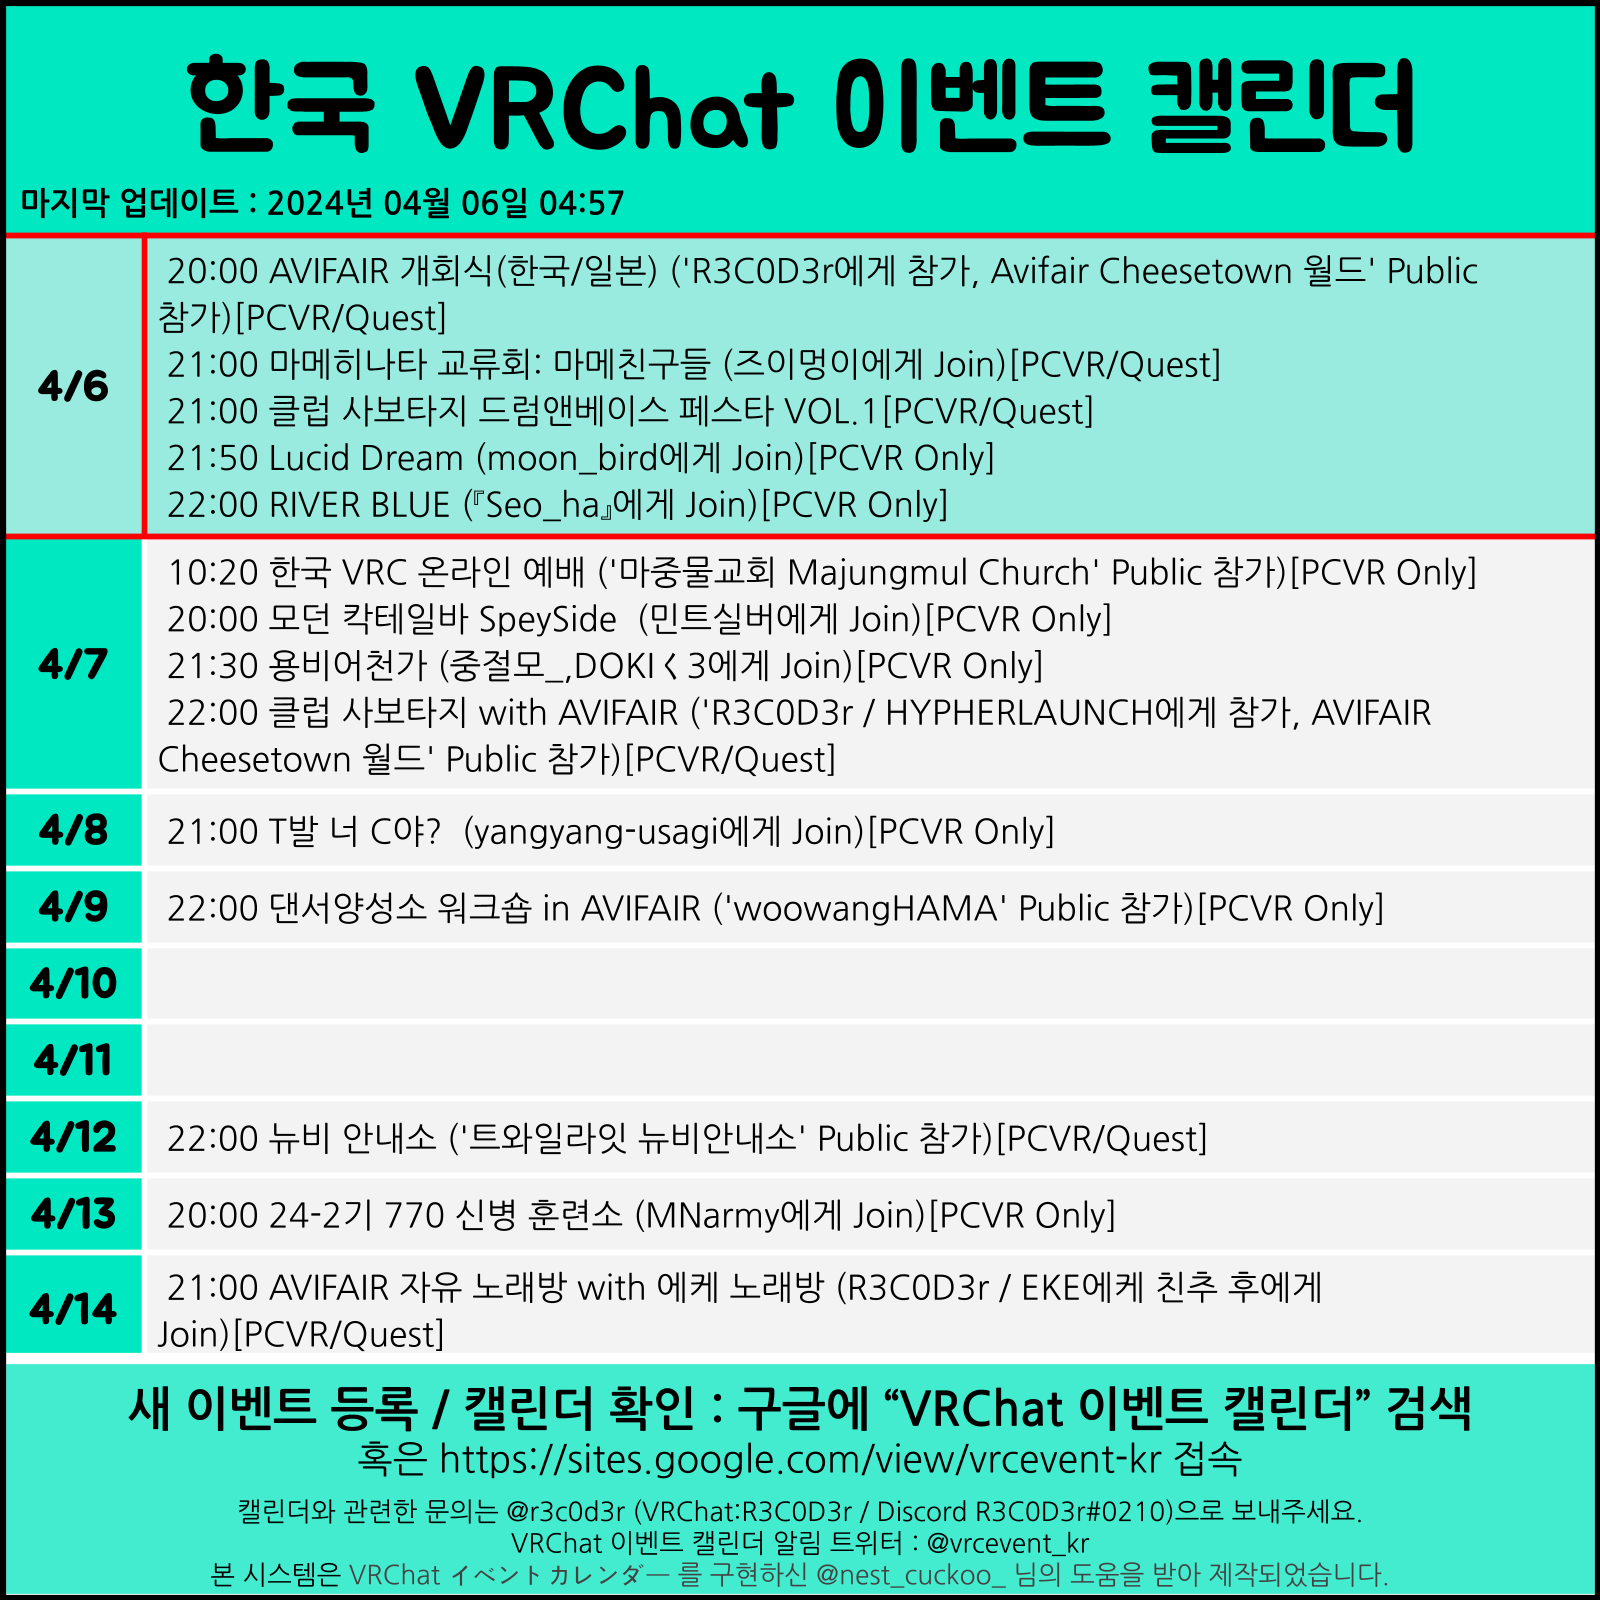 한국 VRChat 이벤트 캘린더
마지막 업데이트 : 2024년 04월 06일 04:57
4/6
20:00 AVIFAIR 개회식(한국/일본) ('R3C0D3r에게 참가, Avifair Cheesetown 월드' Public
참가)[PCVR/Quest]
21:00 마메히나타 교류회: 마메친구들 (즈이멍이에게 Join)[PCVR/Quest]
21:00 클럽 사보타지 드럼앤베이스 페스타 VOL.1[PCVR/Quest]
21:50 Lucid Dream (moon_bird에게 Join)[PCVR Only]
22:00 RIVER BLUE (『Seo_ha』에게 Join)[PCVR Only]
4/7
10:20 한국 VRC 온라인 예배 ('마중물교회 Majungmul Church' Public 참가)[PCVR Only]
20:00 모던 칵테일바 SpeySide  (민트실버에게 Join)[PCVR Only]
21:30 용비어천가 (중절모_,DOKIく3에게 Join)[PCVR Only]
22:00 클럽 사보타지 with AVIFAIR ('R3C0D3r / HYPHERLAUNCH에게 참가, AVIFAIR
Cheesetown 월드' Public 참가)[PCVR/Quest]
4/8
21:00 T발 너 C야?  (yangyang-usagi에게 Join)[PCVR Only]
4/9
22:00 댄서양성소 워크숍 in AVIFAIR ('woowangHAMA' Public 참가)[PCVR Only]
4/10
4/11
4/12
22:00 뉴비 안내소 ('트와일라잇 뉴비안내소' Public 참가)[PCVR/Quest]
4/13
20:00 24-2기 770 신병 훈련소 (MNarmy에게 Join)[PCVR Only]
4/14
21:00 AVIFAIR 자유 노래방 with 에케 노래방 (R3C0D3r / EKE에케 친추 후에게
Join)[PCVR/Quest]
새 이벤트 등록 / 캘린더 확인 : 구글에 “VRChat 이벤트 캘린더” 검색
혹은 https://sites.google.com/view/vrcevent-kr 접속
캘린더와 관련한 문의는 @r3c0d3r (VRChat:R3C0D3r / Discord R3C0D3r#0210)으로 보내주세요.
VRChat 이벤트 캘린더 알림 트위터 : @vrcevent_kr
본 시스템은 VRChat イベントカレンダー 를 구현하신 @nest_cuckoo_ 님의 도움을 받아 제작되었습니다.